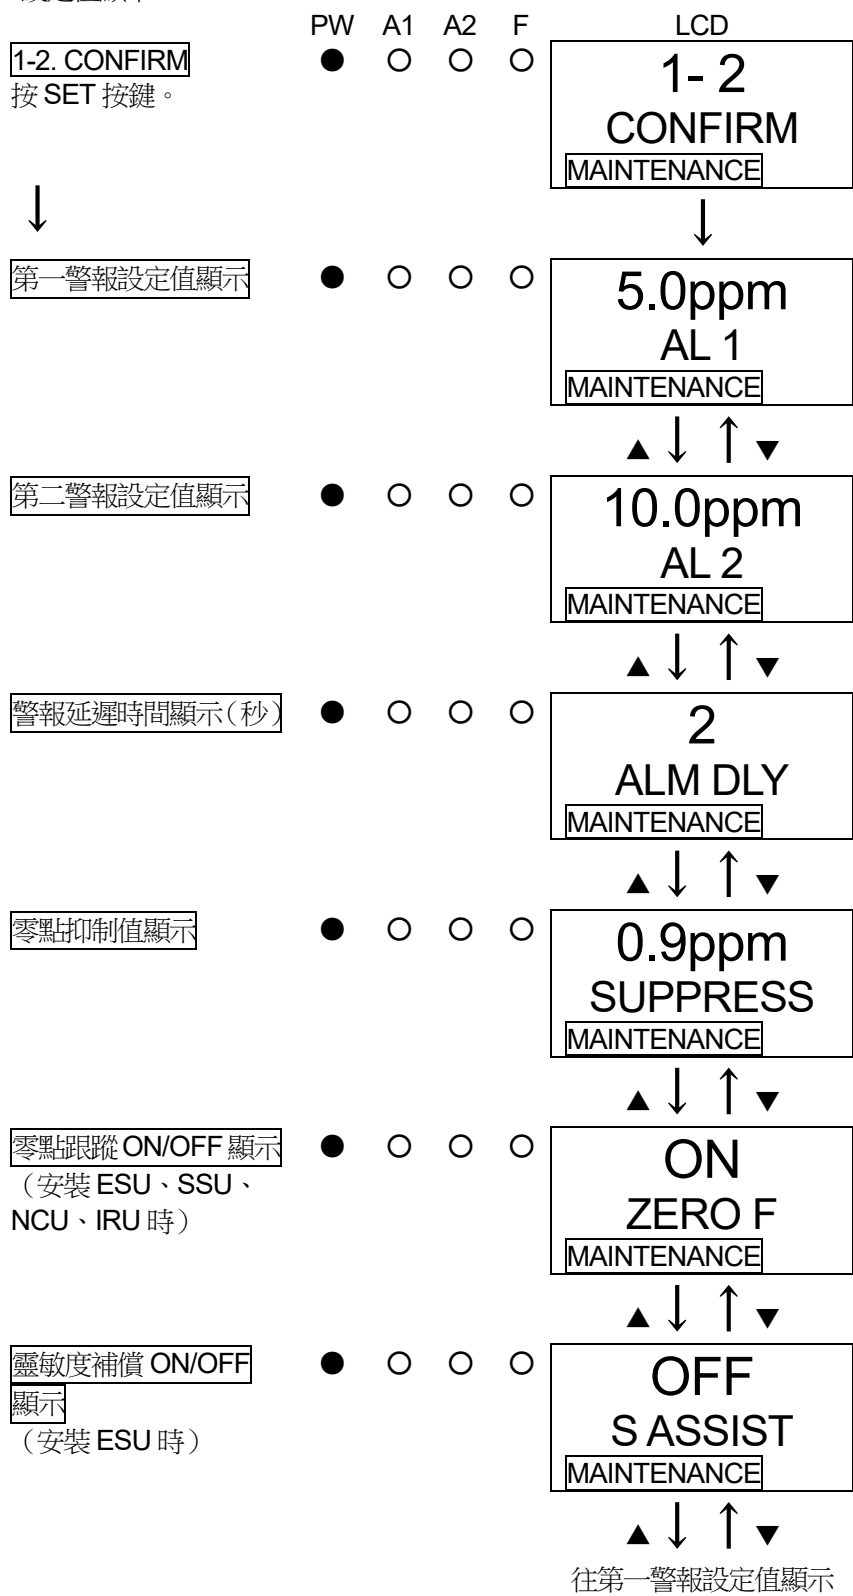 PW A1 A2 F LCD
1-2. CONFIRM ● ○ ○ ○ 1- 2
按 SET 按鍵。
CONFIRM
MAINTENANCE
↓ ↓
第一警報設定值顯示 ● ○ ○ ○ 5.0ppm
AL 1
MAINTENANCE
▲↓ ↑▼
第二警報設定值顯示 ● ○ ○ ○ 10.0ppm
AL 2
MAINTENANCE
▲↓ ↑▼
警報延遲時間顯示(秒) ● ○ ○ ○ 2
ALM DLY
MAINTENANCE
▲↓ ↑▼
零點抑制值顯示 ● ○ ○ ○ 0.9ppm
SUPPRESS
MAINTENANCE
▲↓ ↑▼
零點跟蹤 ON/OFF 顯示 ● ○ ○ ○ ON
（安裝 ESU、SSU、
NCU、IRU 時）
ZERO F
MAINTENANCE
▲↓ ↑▼
靈敏度補償 ON/OFF ● ○ ○ ○ OFF
顯示
（安裝 ESU 時）
S ASSIST
MAINTENANCE
▲↓ ↑▼
往第一警報設定值顯示